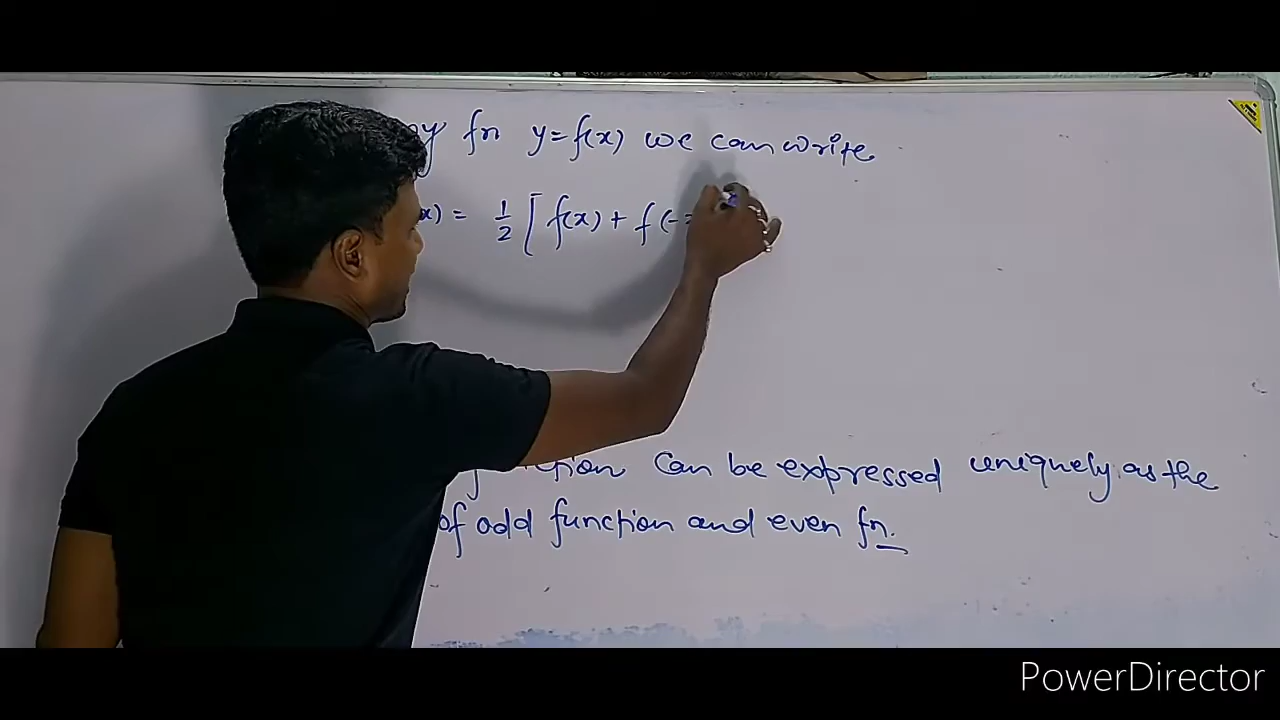 fn y=f(x) we can write
x) = 1/2 [f(x) + f(-
function can be expressed uniquely as the
of odd function and even fn.
PowerDirector